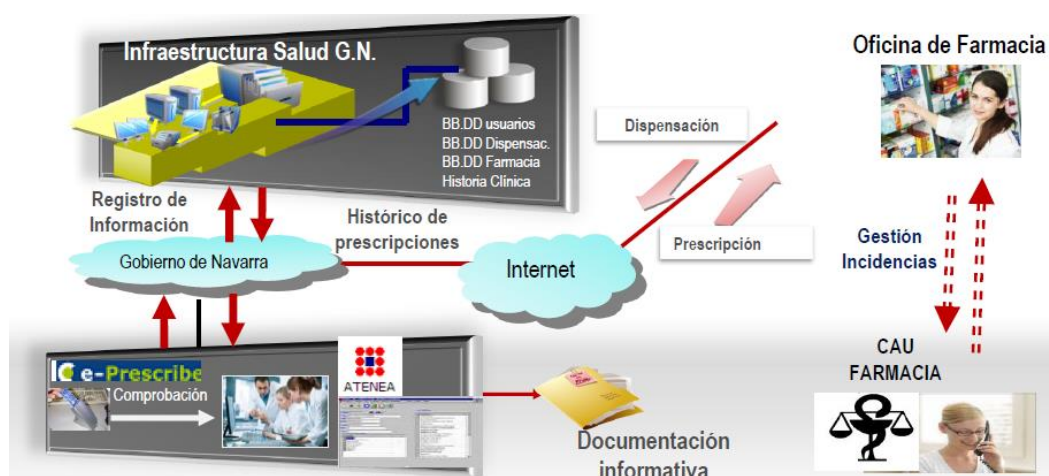 Infraestructura Salud G.N.
BB.DD usuarios
BB.DD Dispensac.
BB.DD Farmacia
Historia Clínica
Oficina de Farmacia
Dispensación
Prescripción
Registro de
Información
Histórico de
prescripciones
Gobierno de Navarra
Internet
Gestión
Incidencias
e-Prescribe
Comprobación
ATENEA
Documentación
informativa
CAU
FARMACIA